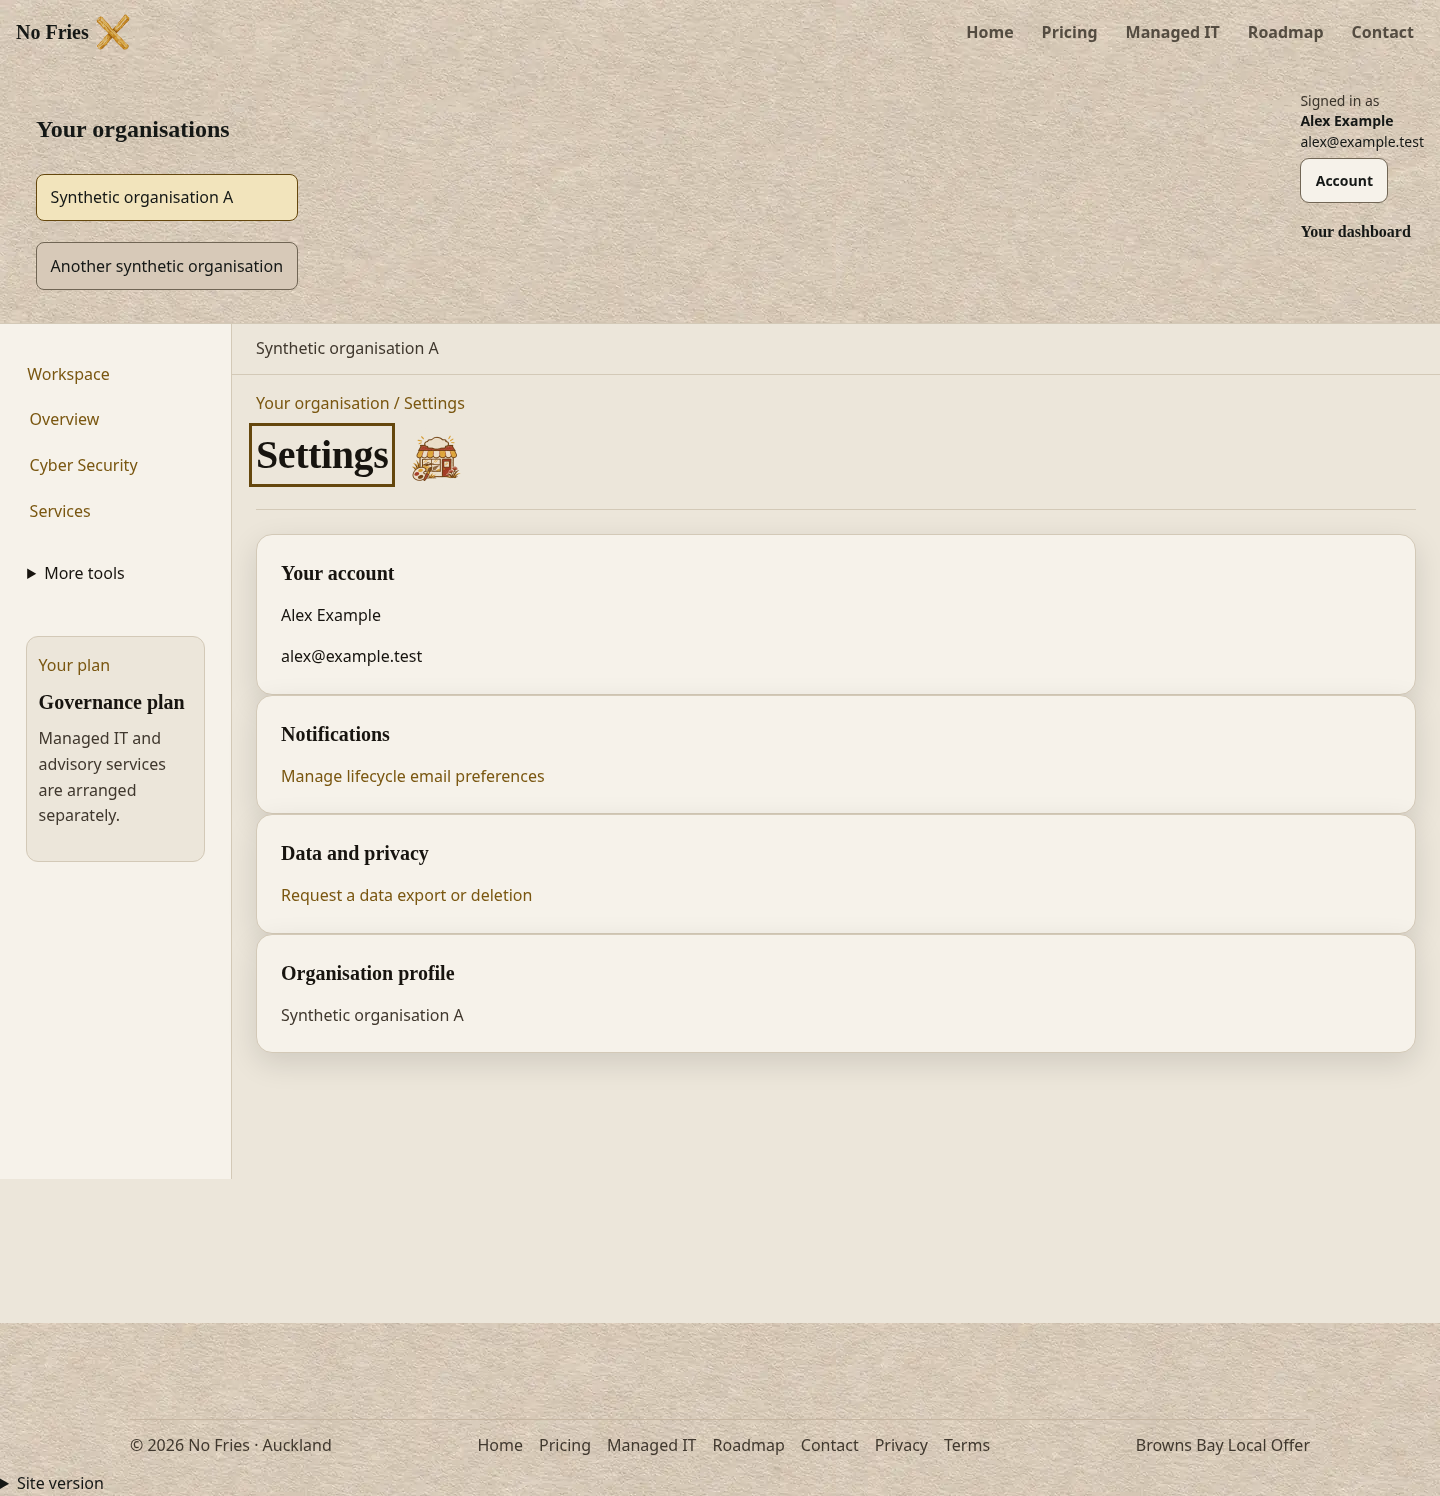 No Fries
Home Pricing Managed IT Roadmap Contact
Your organisations
Synthetic organisation A
Another synthetic organisation
Signed in as
Alex Example
alex@example.test
Account
Your dashboard
Workspace
Overview
Cyber Security
Services
▶ More tools
Your plan
Governance plan
Managed IT and
advisory services
are arranged
separately.
Synthetic organisation A
Your organisation / Settings
Settings
Your account
Alex Example
alex@example.test
Notifications
Manage lifecycle email preferences
Data and privacy
Request a data export or deletion
Organisation profile
Synthetic organisation A
© 2026 No Fries · Auckland
Home Pricing Managed IT Roadmap Contact Privacy Terms
Browns Bay Local Offer
▶ Site version